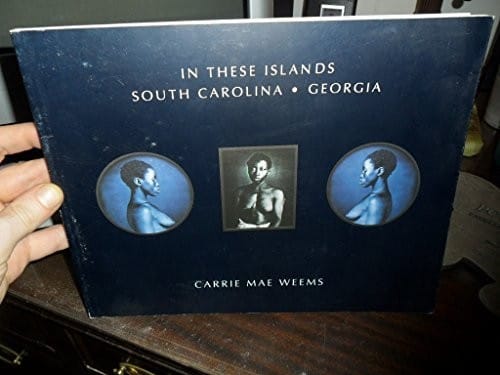 IN THESE ISLANDS
SOUTH CAROLINA • GEORGIA
CARRIE MAE WEEMS